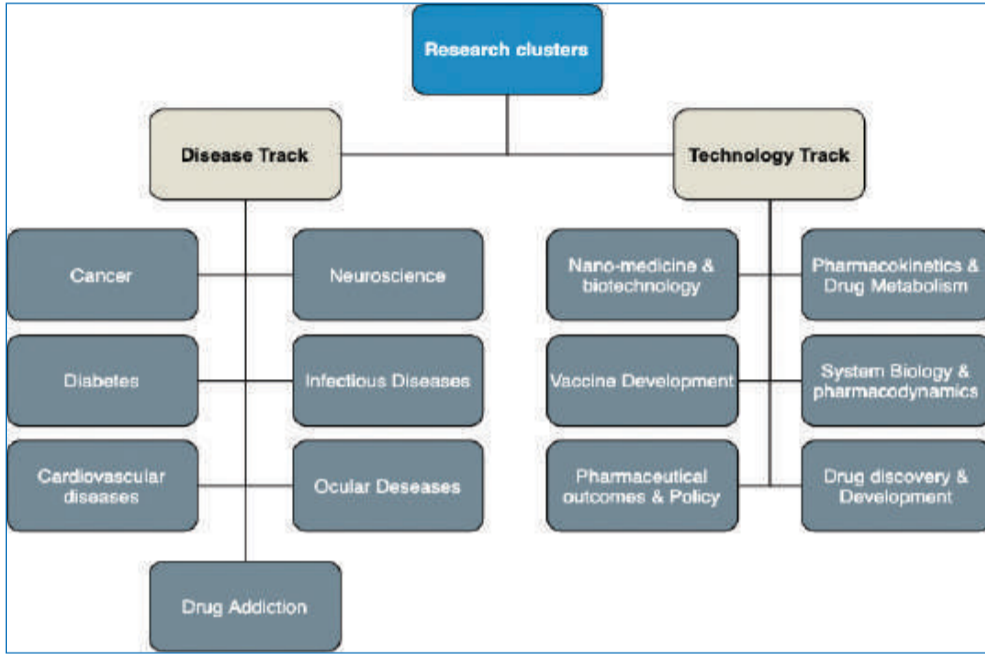 Research clusters
Disease Track
Technology Track
Cancer
Neuroscience
Nano-medicine &
biotechnology
Pharmacokinetics &
Drug Metabolism
Diabetes
Infectious Diseases
Vaccine Development
System Biology &
pharmacodynamics
Cardiovascular
diseases
Ocular Deseases
Pharmaceutical
outcomes & Policy
Drug discovery &
Development
Drug Addiction